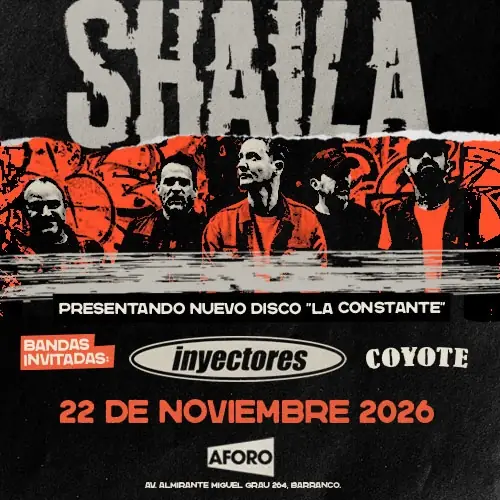 SHAILA
PRESENTANDO NUEVO DISCO "LA CONSTANTE"
BANDAS
INVITADAS:
inyectores
COYOTE
22 DE NOVIEMBRE 2026
AFORO
AV. ALMIRANTE MIGUEL GRAU 264, BARRANCO.